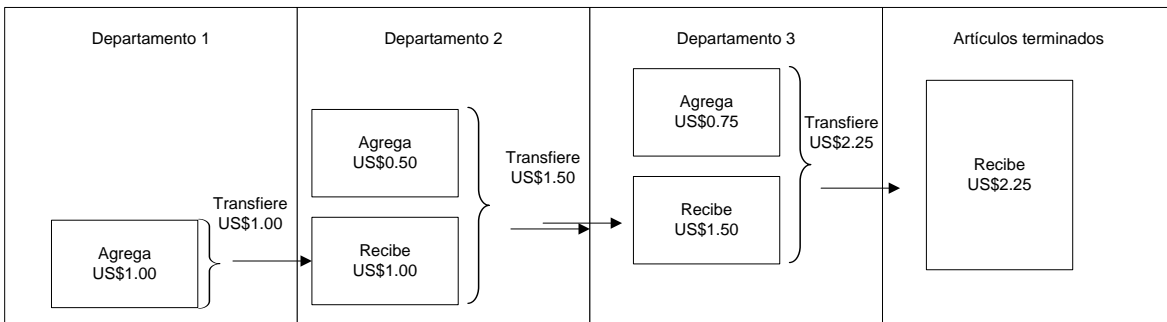 Departamento 1
Agrega
US$1.00
Transfiere
US$1.00
Departamento 2
Agrega
US$0.50
Recibe
US$1.00
Transfiere
US$1.50
Departamento 3
Agrega
US$0.75
Recibe
US$1.50
Transfiere
US$2.25
Artículos terminados
Recibe
US$2.25